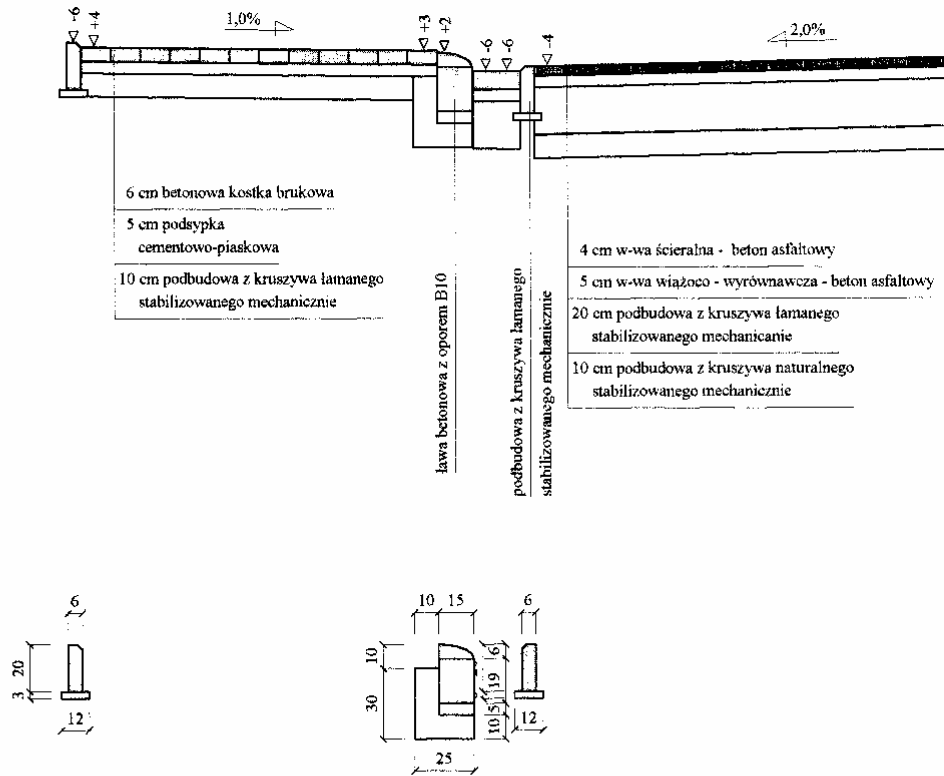 -6 +4 1,0% +3 +2 -6 -6 -4 2,0%
6 cm betonowa kostka brukowa
5 cm podsypka
cementowo-piaskowa
10 cm podbudowa z kruszywa łamanego
stabilizowanego mechanicznie
ława betonowa z oporem B10
podbudowa z kruszywa łamanego
stabilizowanego mechanicznie
4 cm w-wa ścieralna - beton asfaltowy
5 cm w-wa wiążoco - wyrównawcza - beton asfaltowy
20 cm podbudowa z kruszywa łamanego
stabilizowanego mechanicanie
10 cm podbudowa z kruszywa naturalnego
stabilizowanego mechanicznie
6
20
3
12
10 15
10
30
6
19
5
10
25
6
12